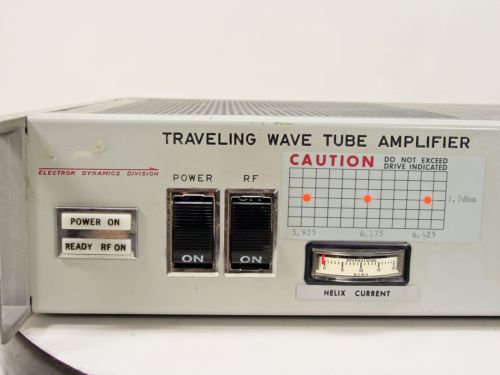 TRAVELING WAVE TUBE AMPLIFIER
ELECTRON DYNAMICS DIVISION
POWER
RF
CAUTION
DO NOT EXCEED
DRIVE INDICATED
1.7dbm
5.925
6.175
6.425
POWER ON
READY RF ON
ON
ON
INTERNATIONAL
HELIX CURRENT